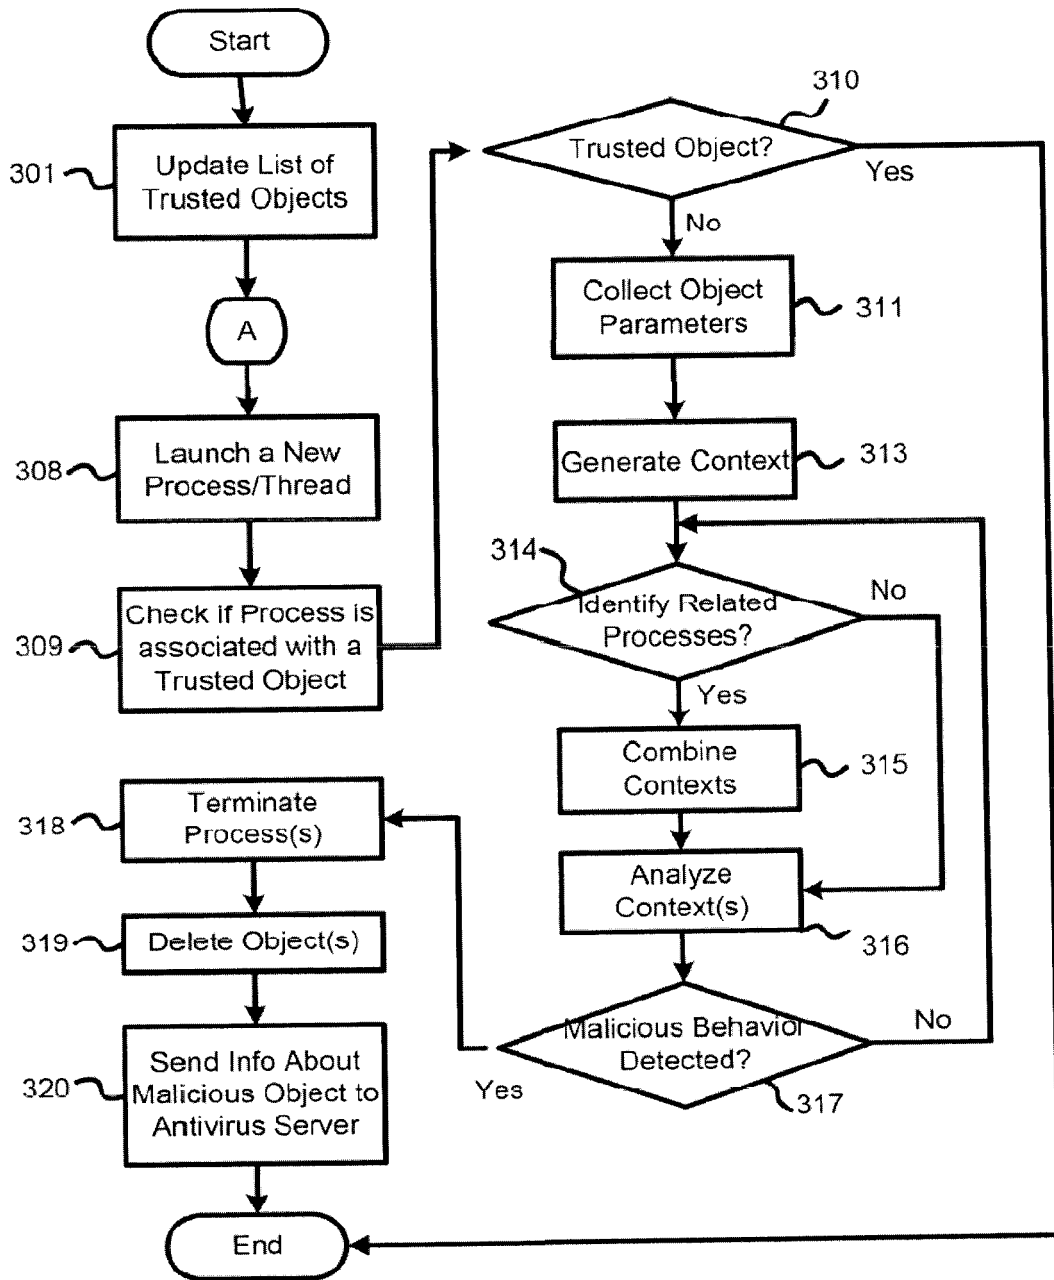 Start
301
Update List of
Trusted Objects
A
308
Launch a New
Process/Thread
309
Check if Process is
associated with a
Trusted Object
310
Trusted Object?
Yes
No
Collect Object
Parameters
311
Generate Context
313
314
Identify Related
Processes?
No
Yes
Combine
Contexts
315
Analyze
Context(s)
316
Malicious Behavior
Detected?
No
Yes
317
318
Terminate
Process(s)
319
Delete Object(s)
320
Send Info About
Malicious Object to
Antivirus Server
End